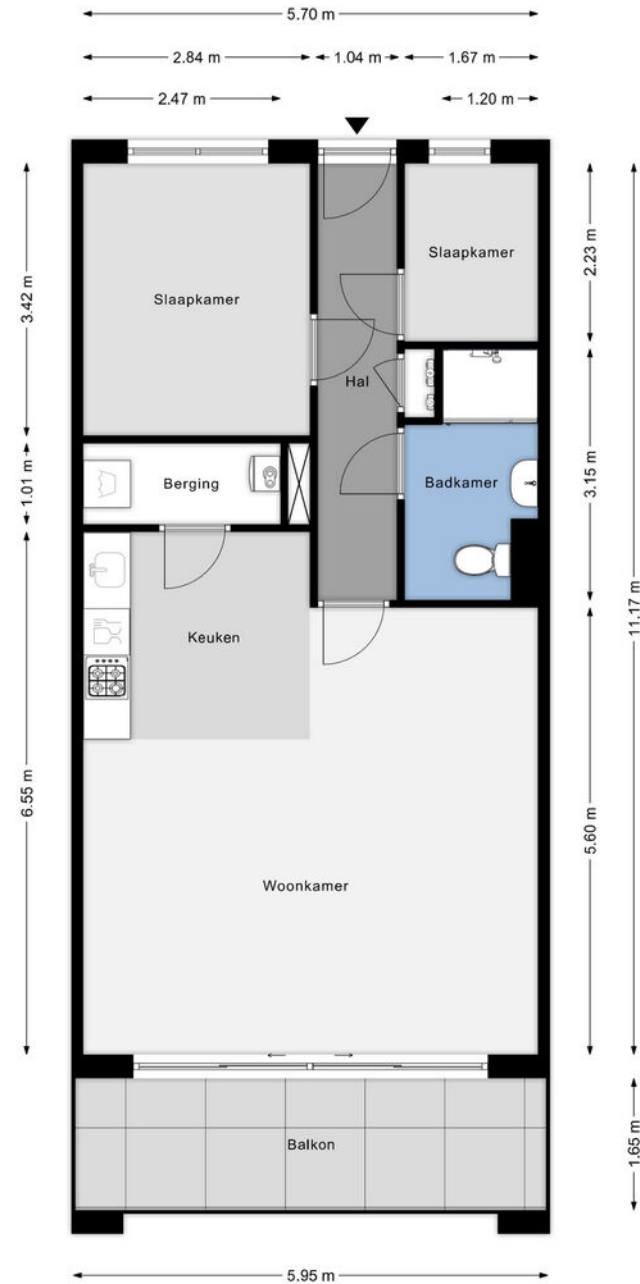 5.70 m
2.84 m
1.04 m
1.67 m
2.47 m
1.20 m
3.42 m
2.23 m
Slaapkamer
Slaapkamer
Hal
1.01 m
Berging
Badkamer
3.15 m
11.17 m
Keuken
6.55 m
5.60 m
Woonkamer
Balkon
1.65 m
5.95 m